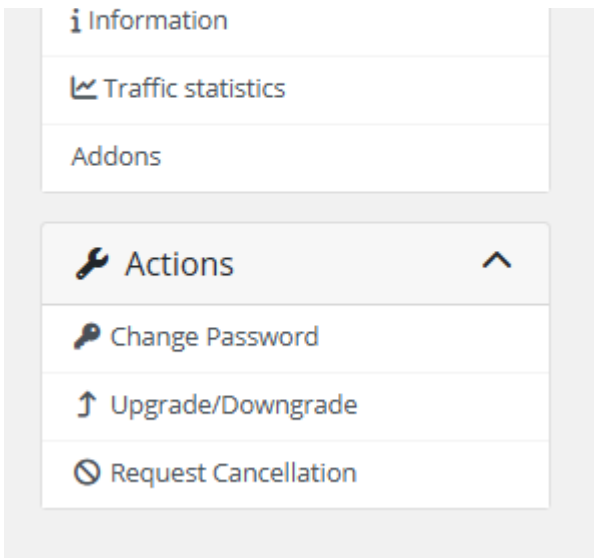 Information
Traffic statistics
Addons
Actions
Change Password
Upgrade/Downgrade
Request Cancellation